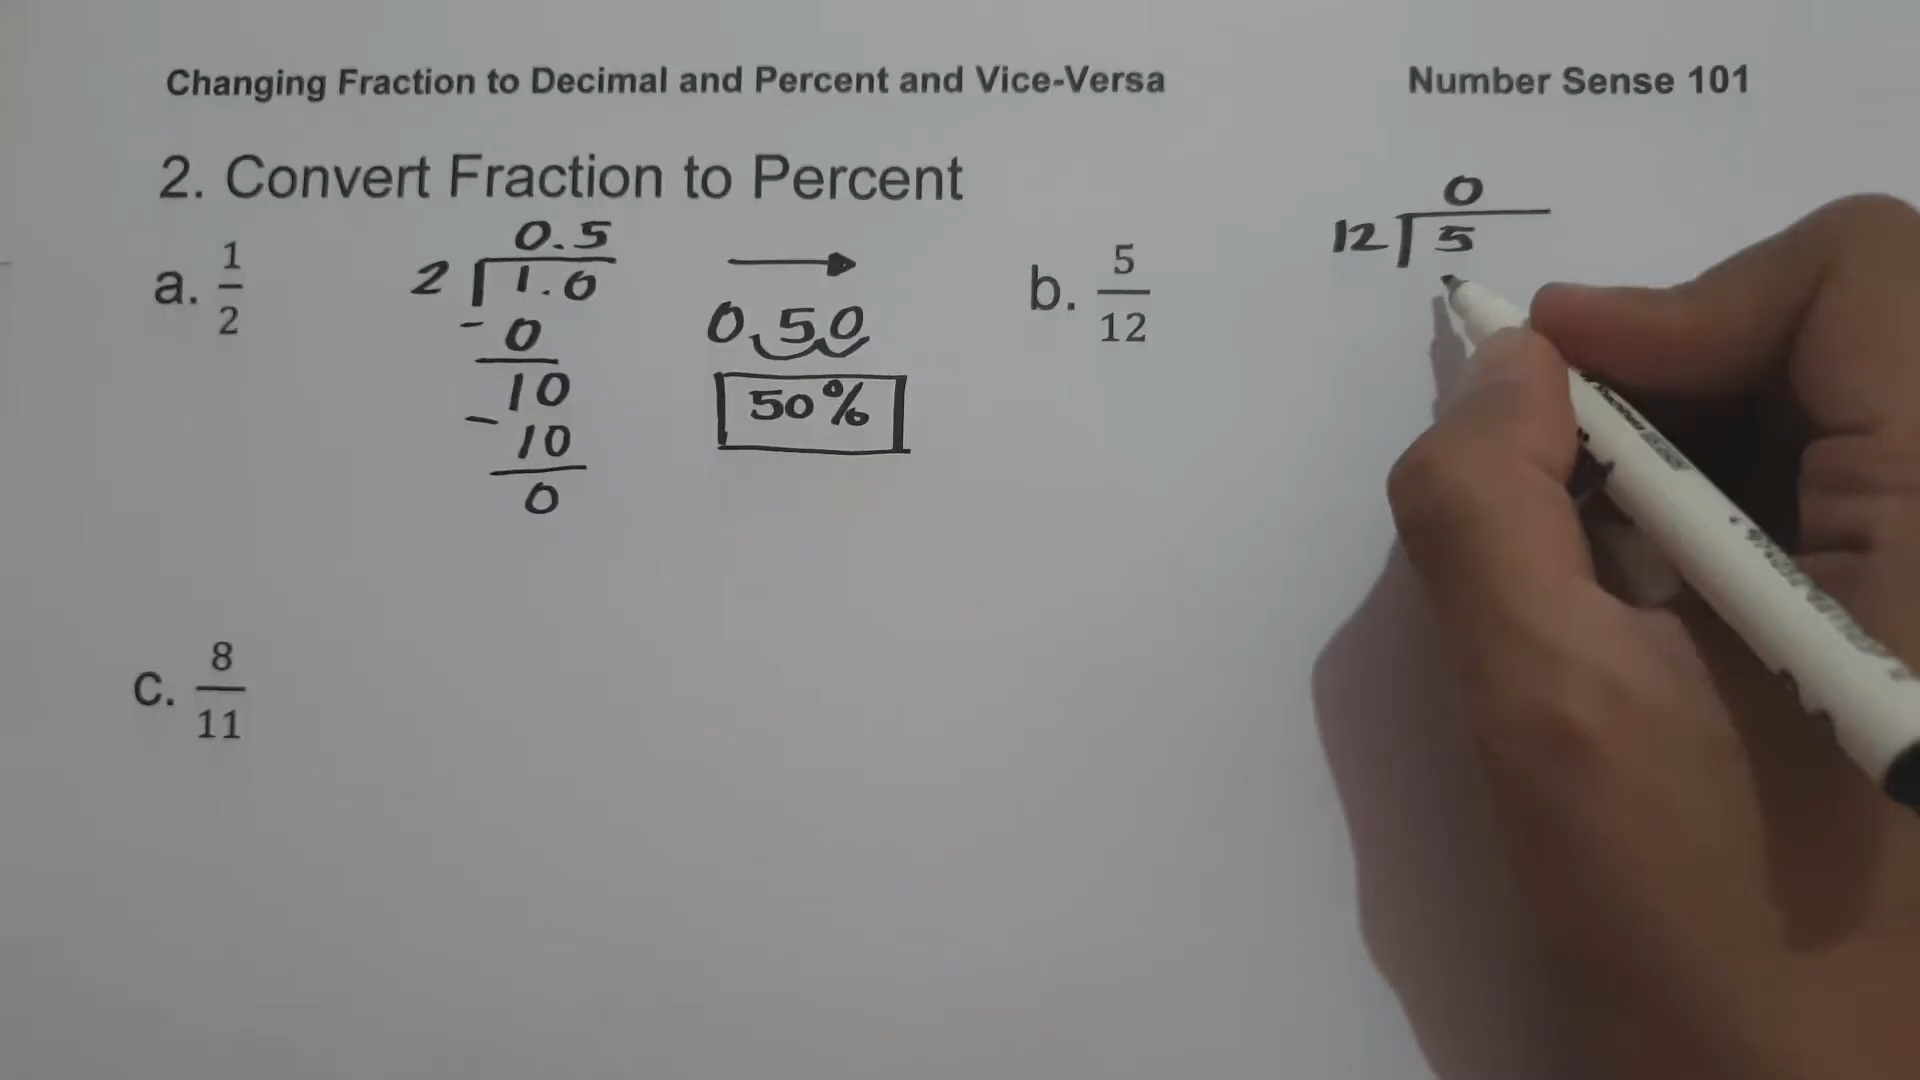 Changing Fraction to Decimal and Percent and Vice-Versa
Number Sense 101
2. Convert Fraction to Percent
a. 1/2
0.5
2 1.0
- 0
10
- 10
0
0.50
50%
b. 5/12
0
12 5
c. 8/11